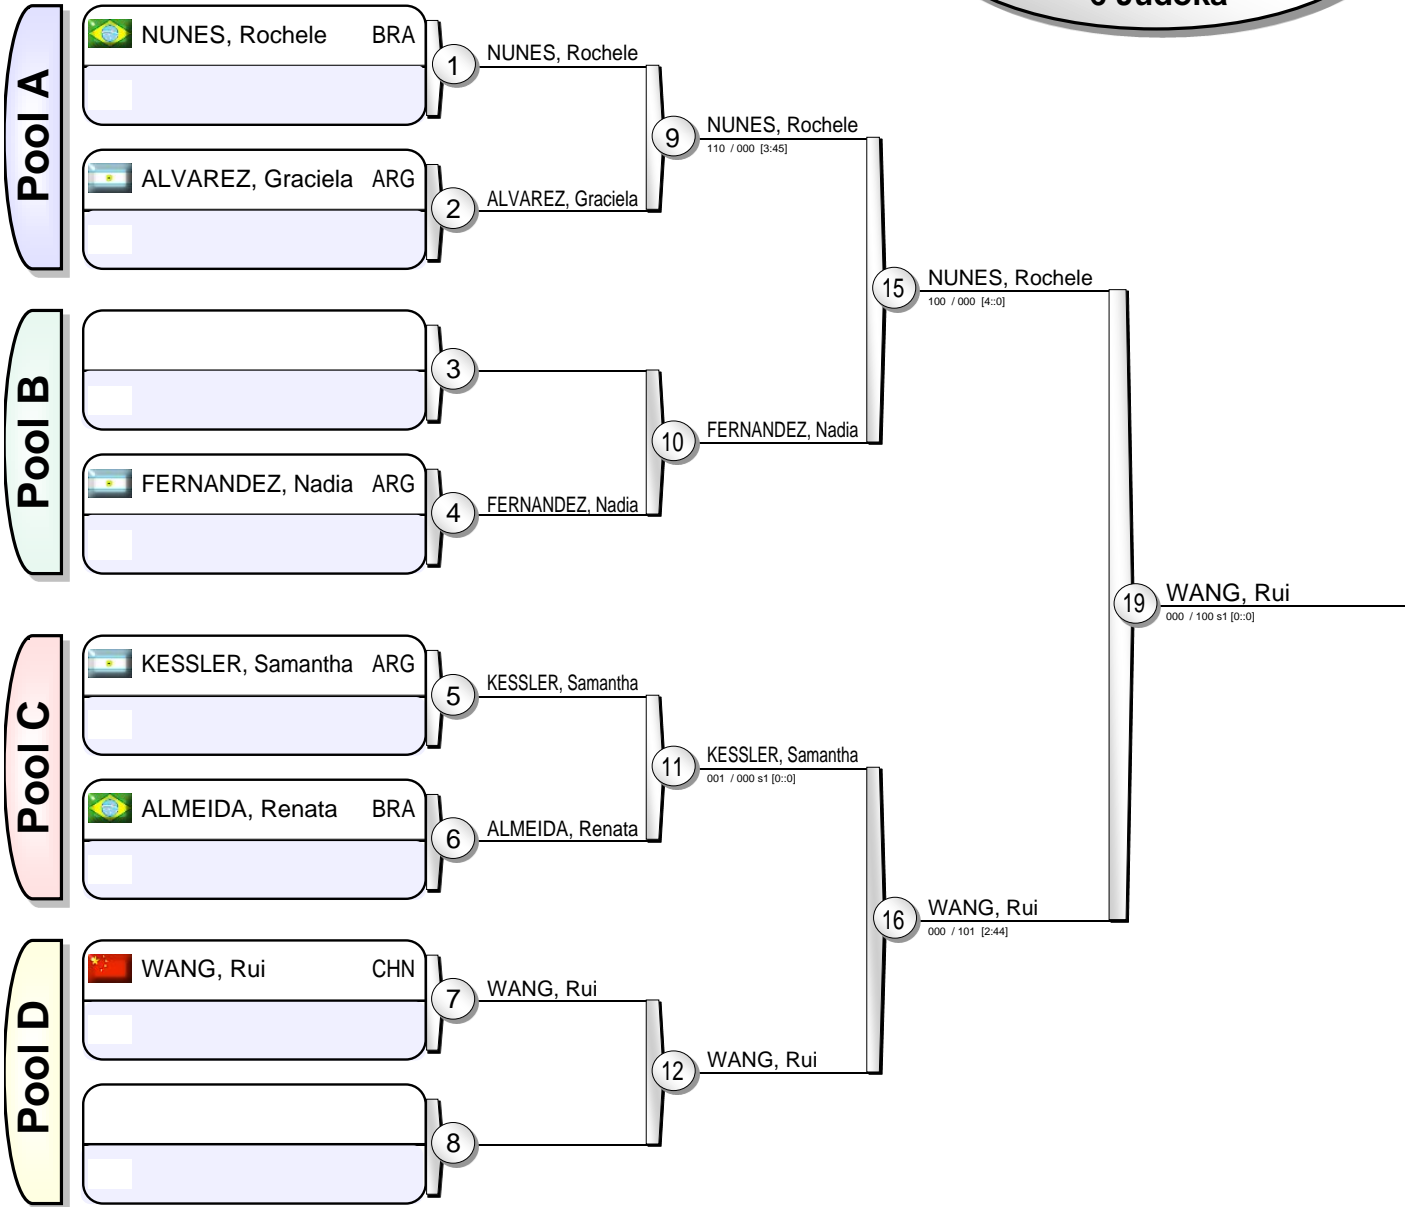 6 Judoka
Pool A
NUNES, Rochele BRA
1
NUNES, Rochele
ALVAREZ, Graciela ARG
2
ALVAREZ, Graciela
9
NUNES, Rochele
110 / 000 [3:45]
Pool B
3
FERNANDEZ, Nadia ARG
4
FERNANDEZ, Nadia
10
FERNANDEZ, Nadia
15
NUNES, Rochele
100 / 000 [4::0]
Pool C
KESSLER, Samantha ARG
5
KESSLER, Samantha
ALMEIDA, Renata BRA
6
ALMEIDA, Renata
11
KESSLER, Samantha
001 / 000 s1 [0::0]
Pool D
WANG, Rui CHN
7
WANG, Rui
8
12
WANG, Rui
16
WANG, Rui
000 / 101 [2:44]
19
WANG, Rui
000 / 100 s1 [0::0]